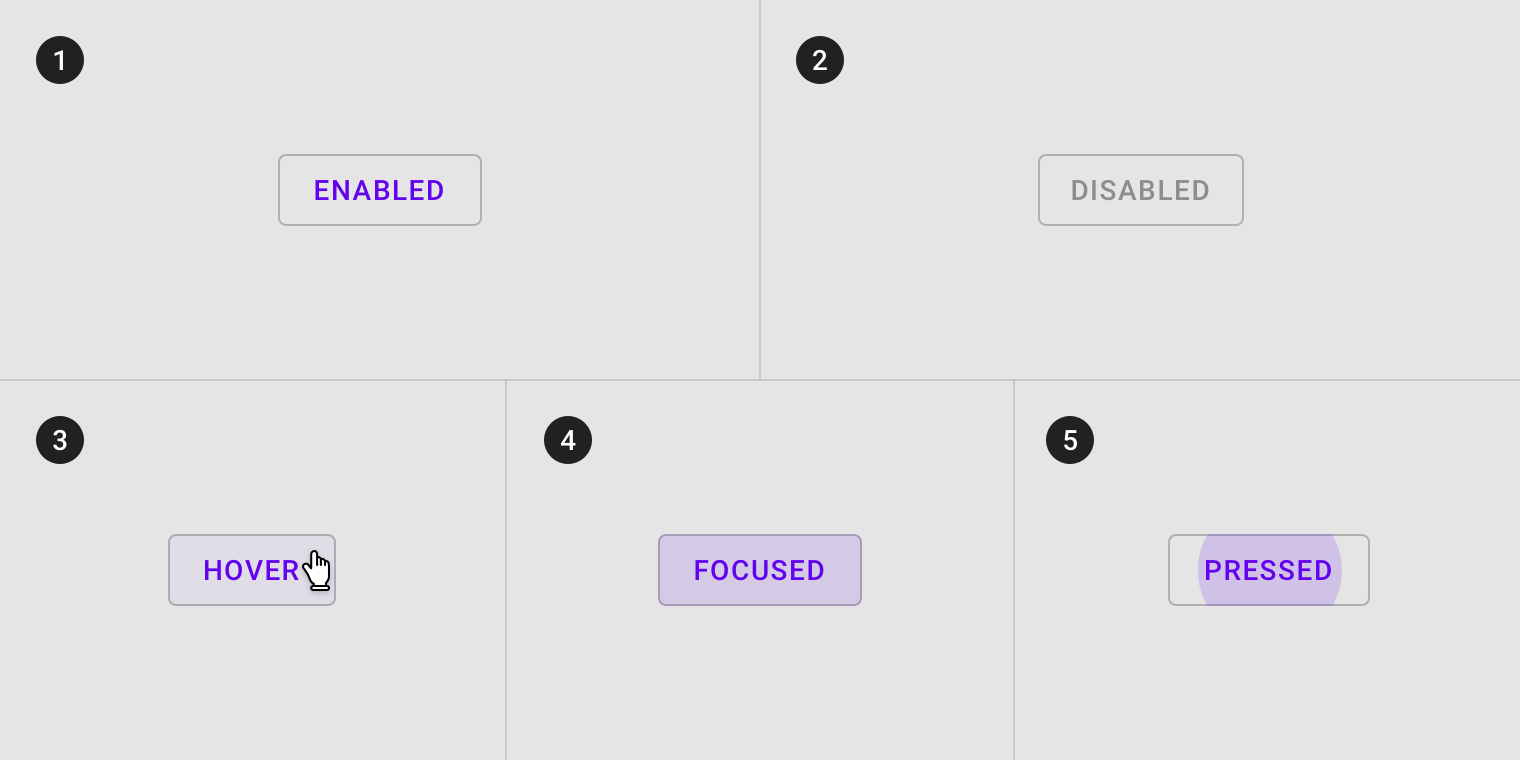 1
2
ENABLED
DISABLED
3
4
5
HOVER
FOCUSED
PRESSED